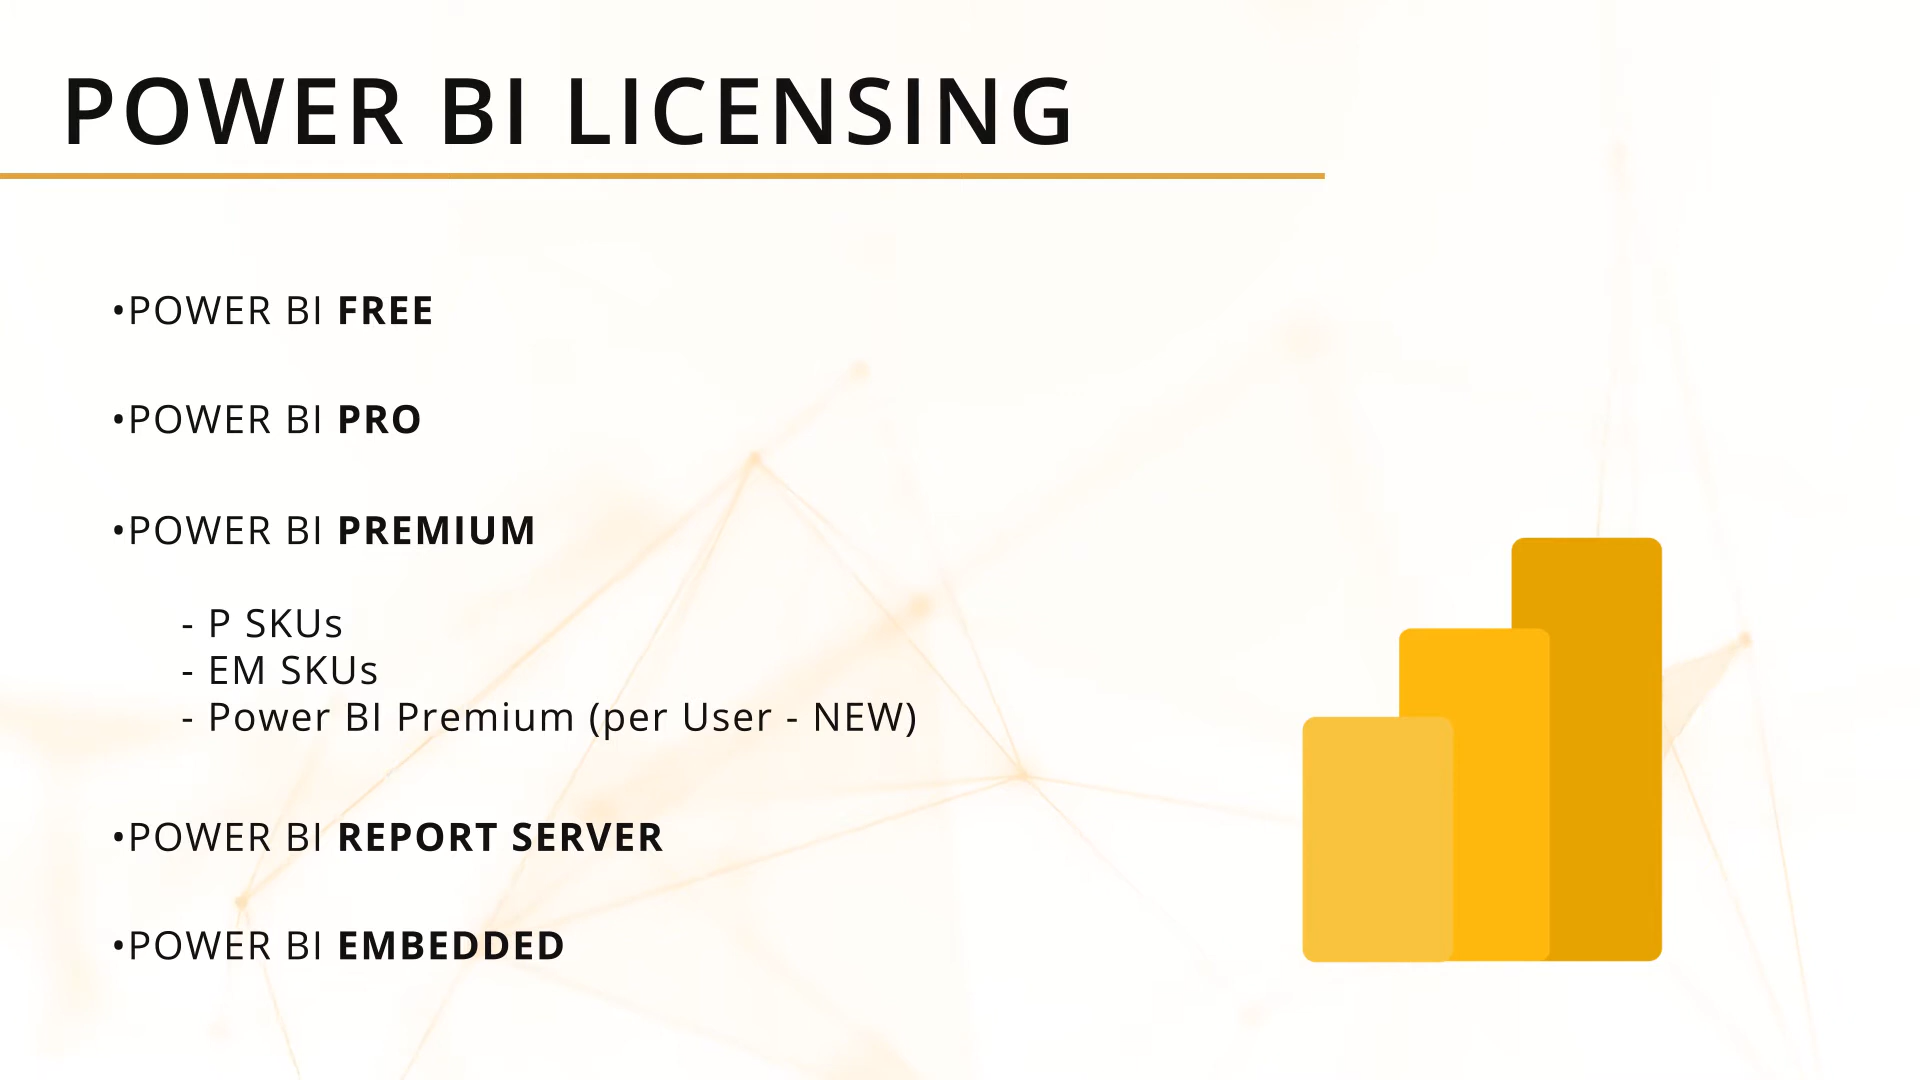 POWER BI LICENSING
•POWER BI FREE
•POWER BI PRO
•POWER BI PREMIUM
- P SKUs
- EM SKUs
- Power BI Premium (per User - NEW)
•POWER BI REPORT SERVER
•POWER BI EMBEDDED